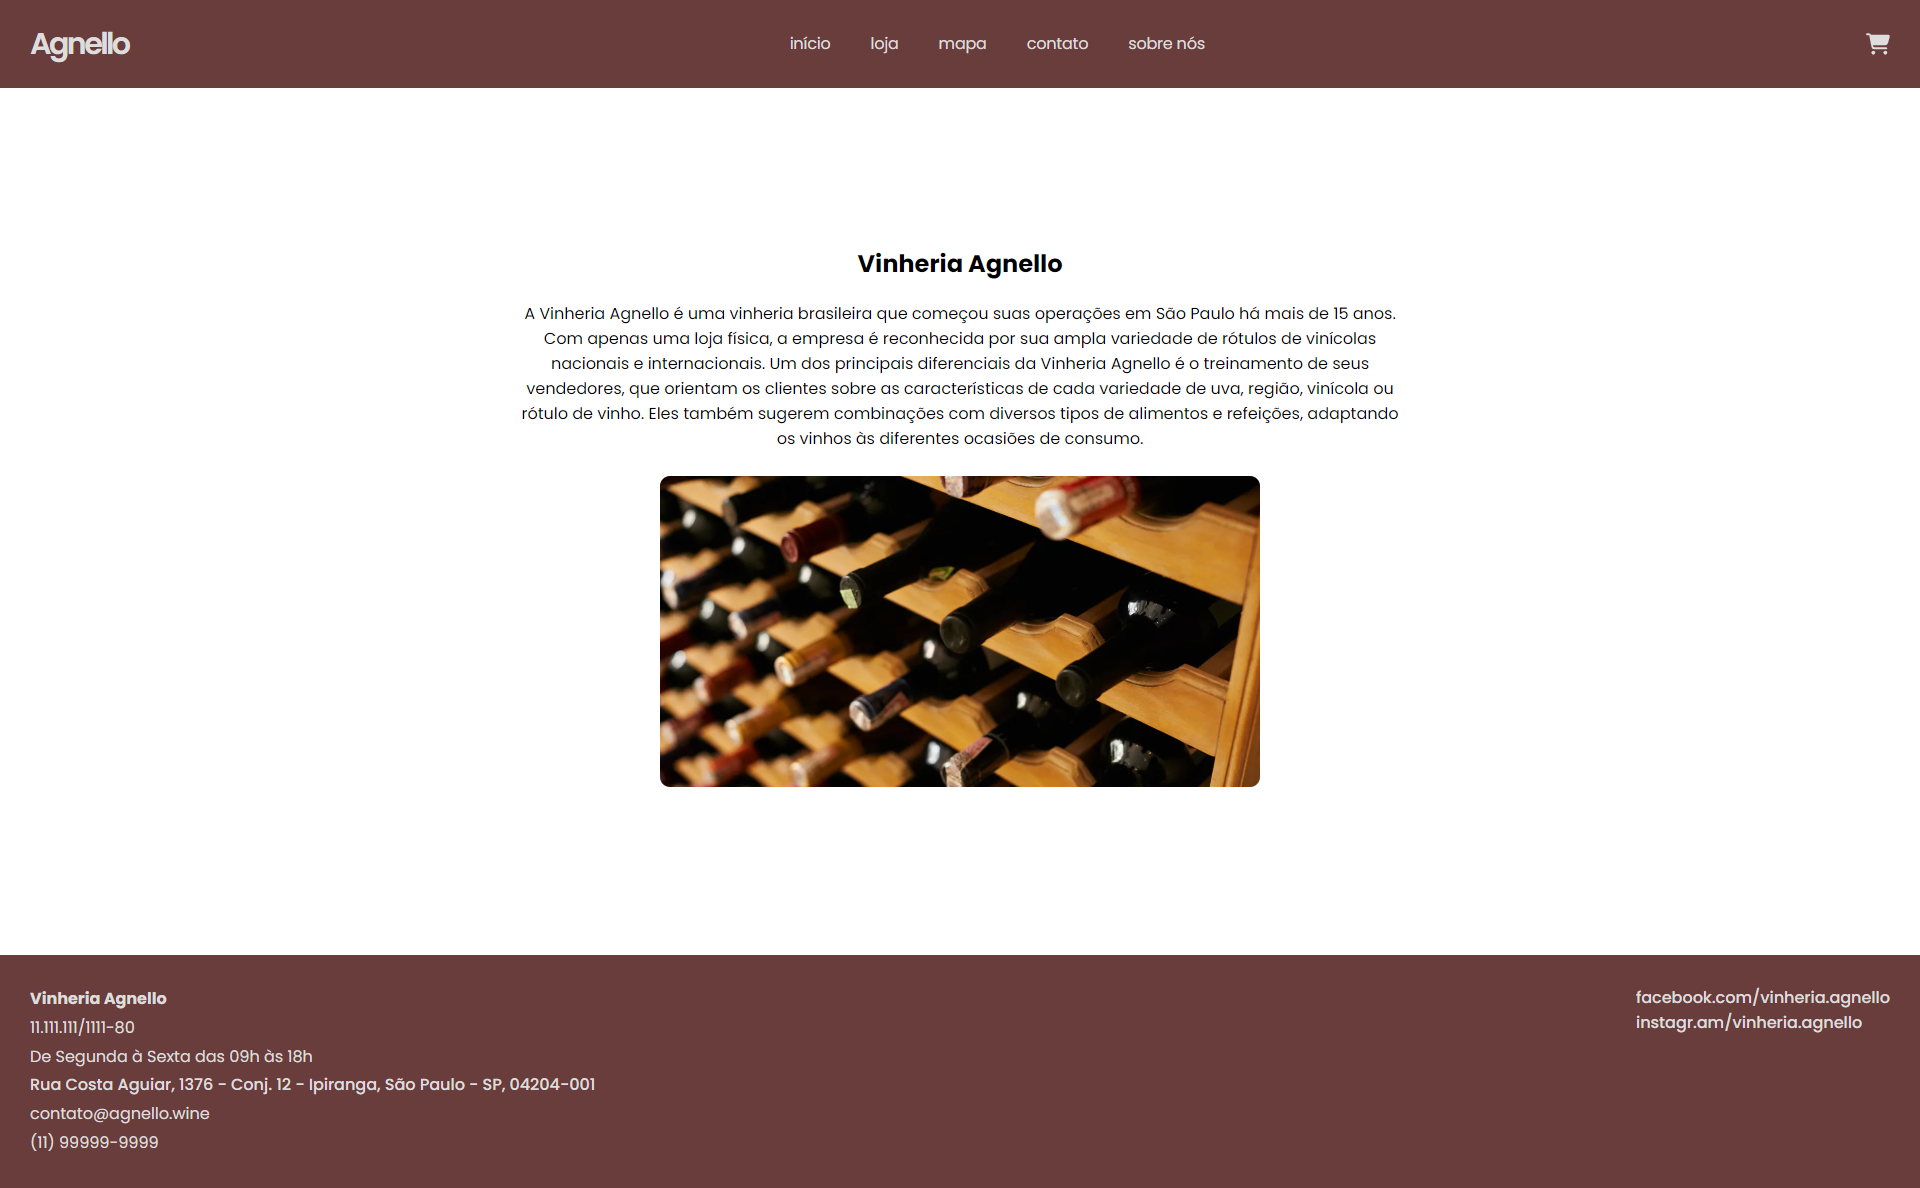 Agnello
início
loja
mapa
contato
sobre nós
Vinheria Agnello
A Vinheria Agnello é uma vinheria brasileira que começou suas operações em São Paulo há mais de 15 anos.
Com apenas uma loja física, a empresa é reconhecida por sua ampla variedade de rótulos de vinícolas
nacionais e internacionais. Um dos principais diferenciais da Vinheria Agnello é o treinamento de seus
vendedores, que orientam os clientes sobre as características de cada variedade de uva, região, vinícola ou
rótulo de vinho. Eles também sugerem combinações com diversos tipos de alimentos e refeições, adaptando
os vinhos às diferentes ocasiões de consumo.
Vinheria Agnello
11.111.111/1111-80
De Segunda à Sexta das 09h às 18h
Rua Costa Aguiar, 1376 - Conj. 12 - Ipiranga, São Paulo - SP, 04204-001
contato@agnello.wine
(11) 99999-9999
facebook.com/vinheria.agnello
instagr.am/vinheria.agnello